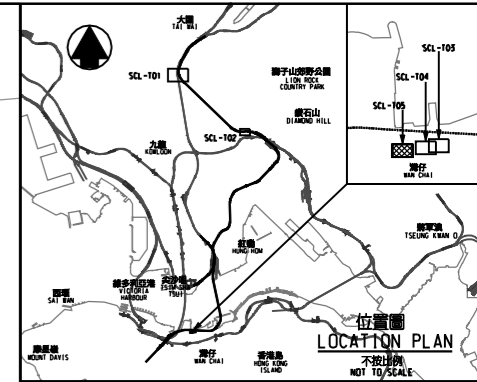 大圍
TAI WAI
SCL-T01
獅子山郊野公園
LION ROCK
COUNTRY PARK
鑽石山
DIAMOND HILL
SCL-T02
九龍
KOWLOON
SCL-T03
SCL-T04
SCL-T05
灣仔
WAN CHAI
將軍澳
TSEUNG KWAN O
紅磡
HUNG HOM
維多利亞港
VICTORIA
HARBOUR
尖沙咀
TSIM SHA
TSUI
西環
SAI WAN
摩星嶺
MOUNT DAVIS
灣仔
WAN CHAI
香港島
HONG KONG
ISLAND
位置圖
LOCATION PLAN
不按比例
NOT TO SCALE